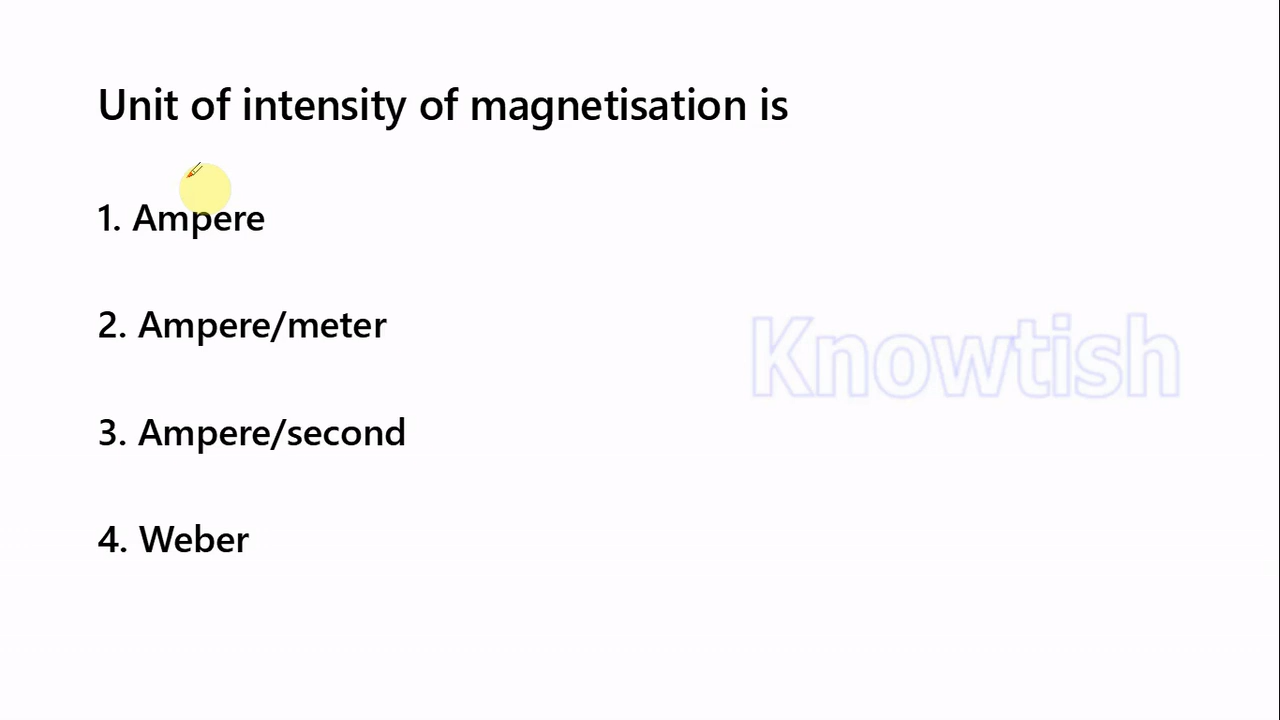 Unit of intensity of magnetisation is
1. Ampere
2. Ampere/meter
Knowtish
3. Ampere/second
4. Weber